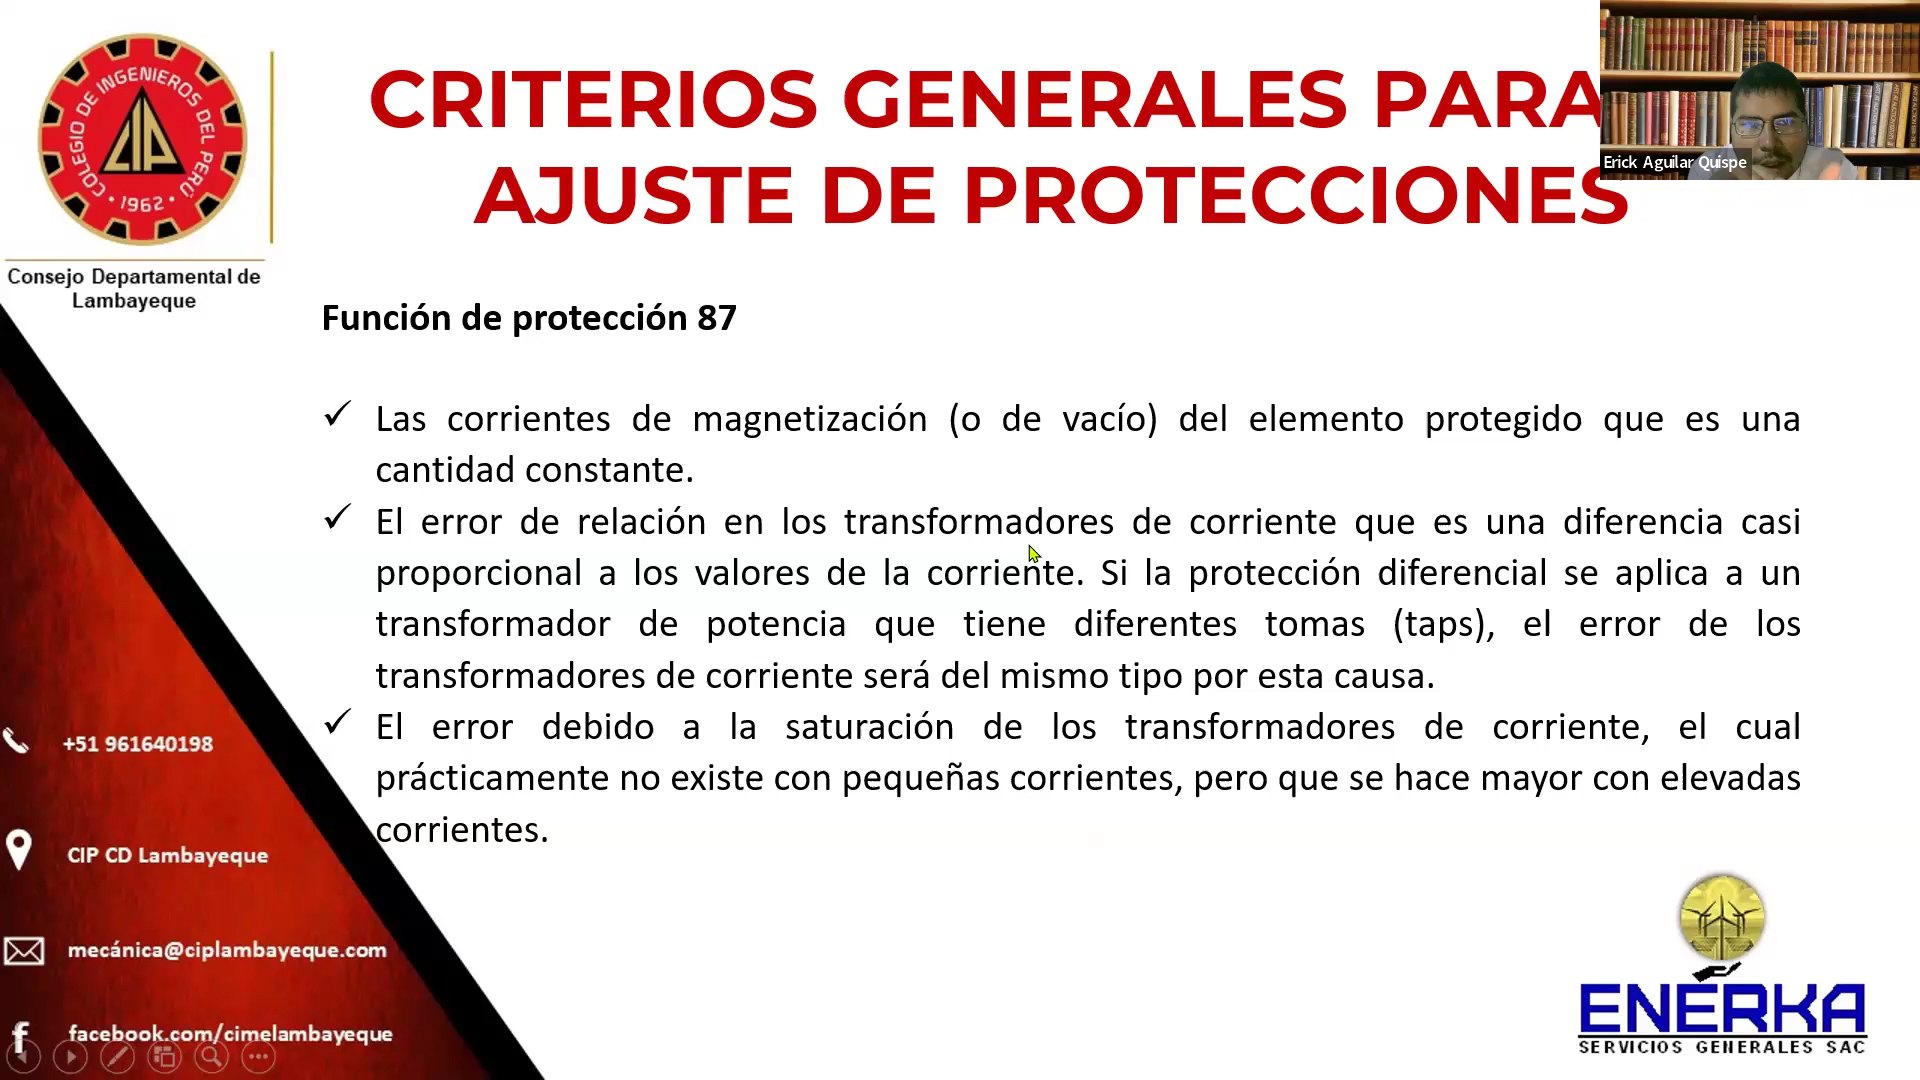 COLEGIO DE INGENIEROS DEL PERÚ
CIP
• 1962 •
Consejo Departamental de
Lambayeque
CRITERIOS GENERALES PARA
AJUSTE DE PROTECCIONES
Erick Aguilar Quispe
Función de protección 87
✓ Las corrientes de magnetización (o de vacío) del elemento protegido que es una
cantidad constante.
✓ El error de relación en los transformadores de corriente que es una diferencia casi
proporcional a los valores de la corriente. Si la protección diferencial se aplica a un
transformador de potencia que tiene diferentes tomas (taps), el error de los
transformadores de corriente será del mismo tipo por esta causa.
✓ El error debido a la saturación de los transformadores de corriente, el cual
prácticamente no existe con pequeñas corrientes, pero que se hace mayor con elevadas
corrientes.
+51 961640198
CIP CD Lambayeque
mecánica@ciplambayeque.com
facebook.com/cimelambayeque
ENERKA
SERVICIOS GENERALES SAC